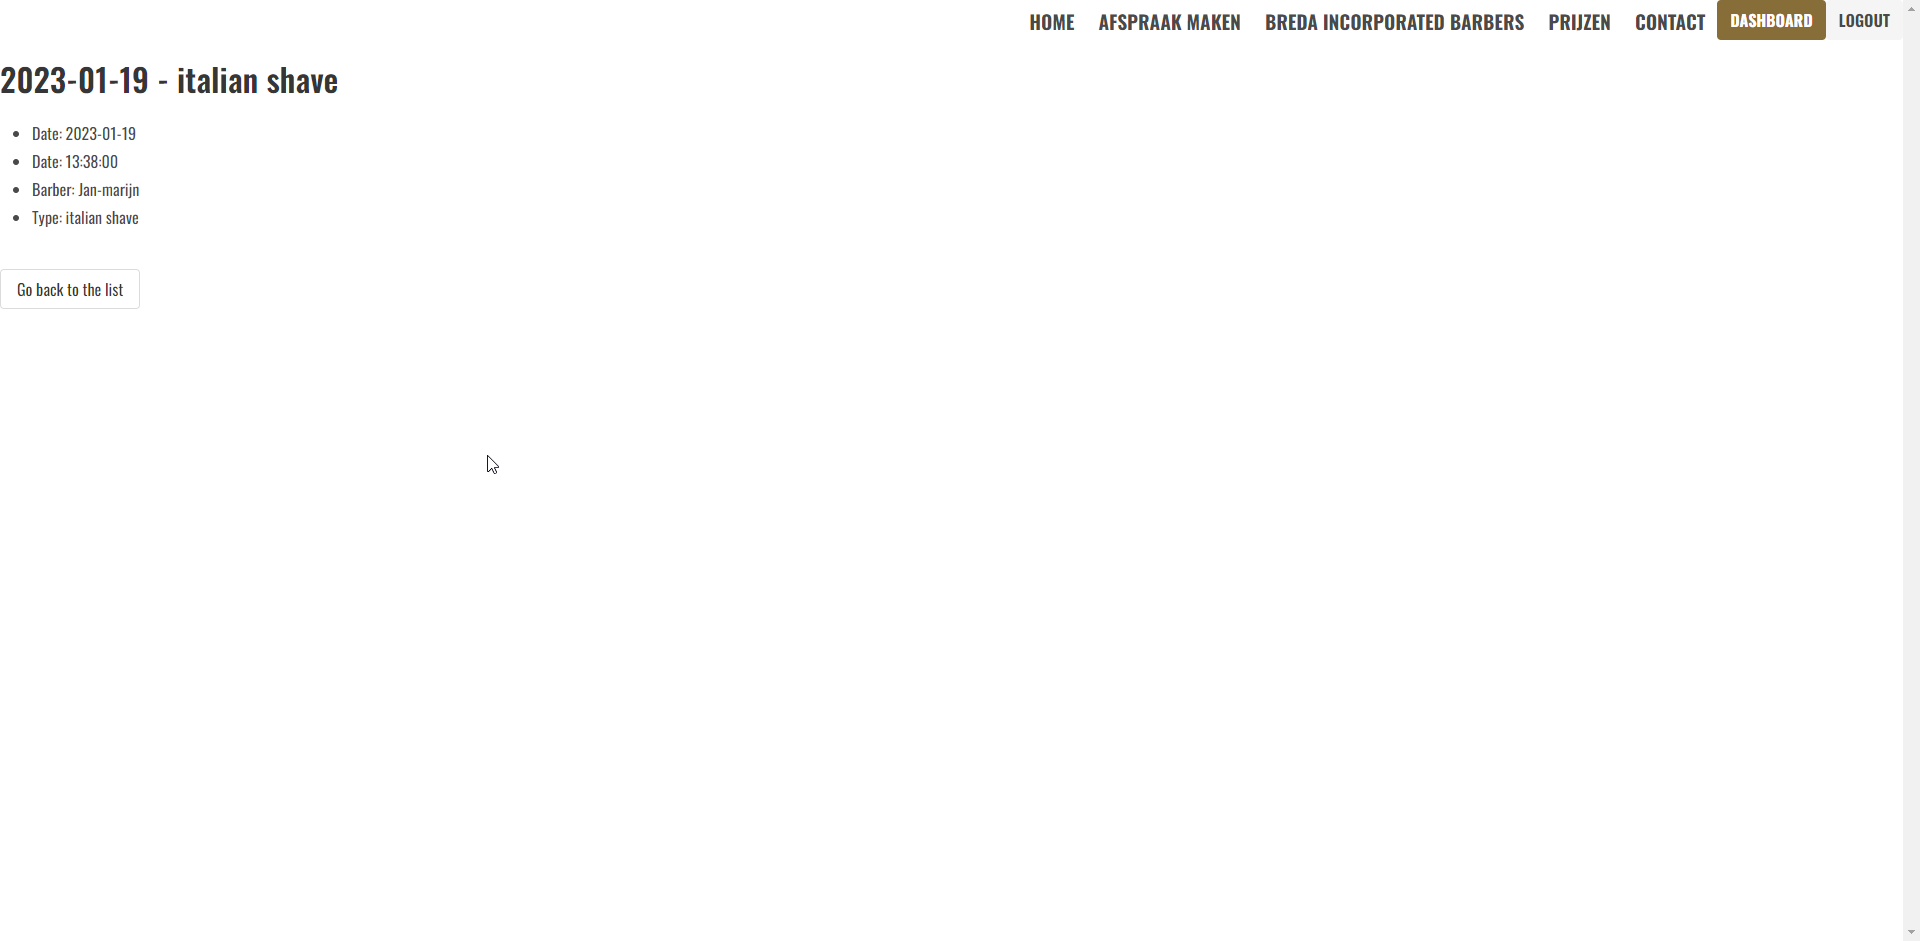 HOME AFSPRAAK MAKEN BREDA INCORPORATED BARBERS PRIJZEN CONTACT DASHBOARD LOGOUT
2023-01-19 - italian shave
Date: 2023-01-19
Date: 13:38:00
Barber: Jan-marijn
Type: italian shave
Go back to the list